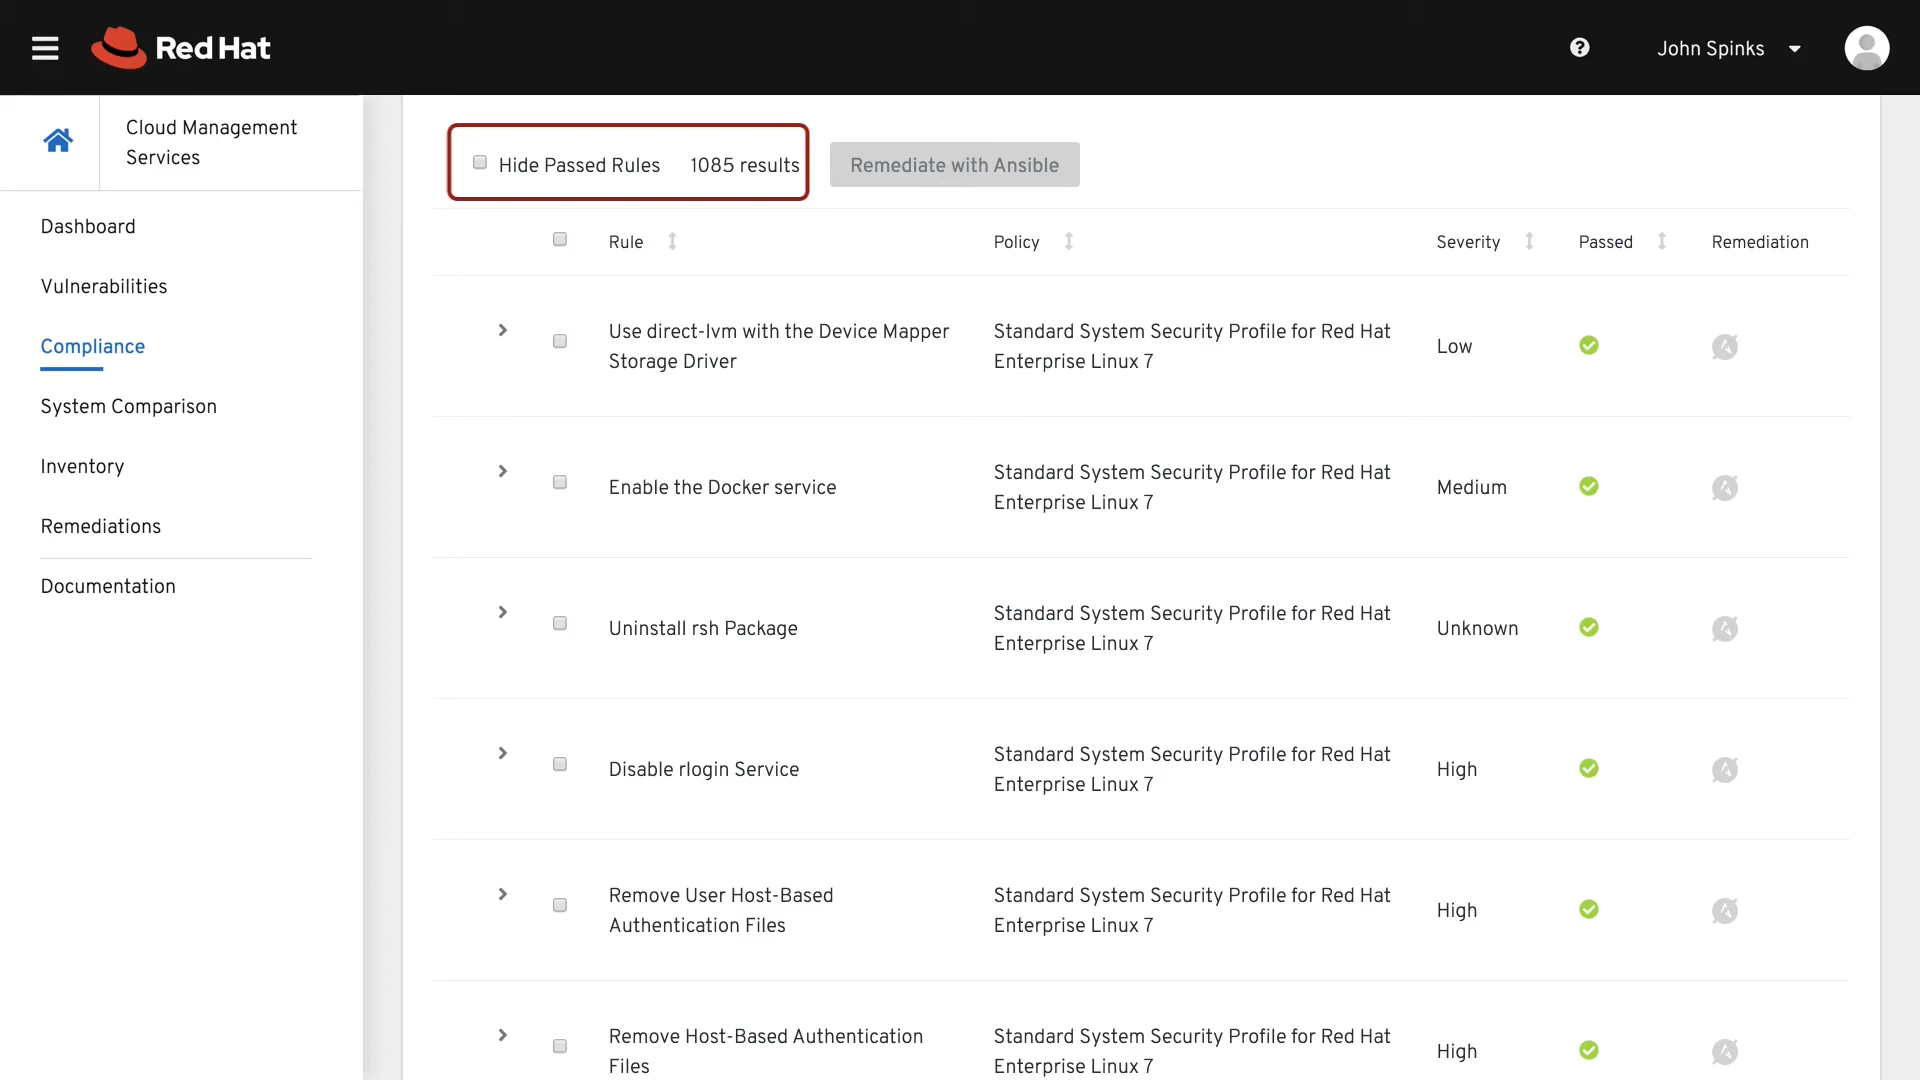 Red Hat
John Spinks
Cloud Management
Services
Dashboard
Vulnerabilities
Compliance
System Comparison
Inventory
Remediations
Documentation
Hide Passed Rules 1085 results Remediate with Ansible
Rule Policy Severity Passed Remediation
Use direct-lvm with the Device Mapper
Storage Driver
Standard System Security Profile for Red Hat
Enterprise Linux 7
Low
Enable the Docker service
Standard System Security Profile for Red Hat
Enterprise Linux 7
Medium
Uninstall rsh Package
Standard System Security Profile for Red Hat
Enterprise Linux 7
Unknown
Disable rlogin Service
Standard System Security Profile for Red Hat
Enterprise Linux 7
High
Remove User Host-Based
Authentication Files
Standard System Security Profile for Red Hat
Enterprise Linux 7
High
Remove Host-Based Authentication
Files
Standard System Security Profile for Red Hat
Enterprise Linux 7
High